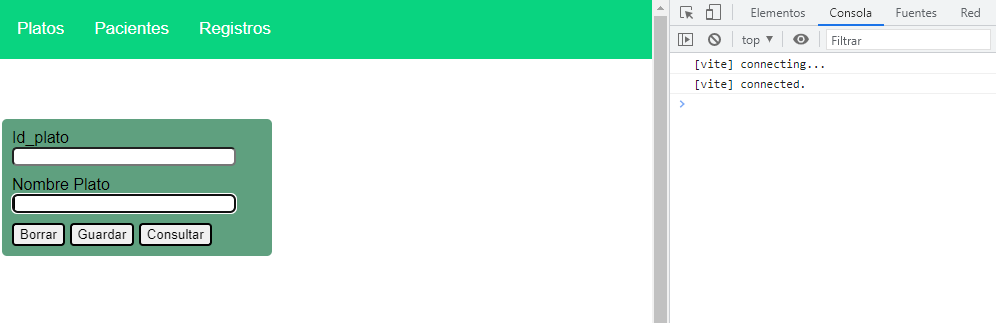 Platos Pacientes Registros
Id_plato
Nombre Plato
Borrar Guardar Consultar
Elementos Consola Fuentes Red
top ▼ Filtrar
[vite] connecting...
[vite] connected.
>